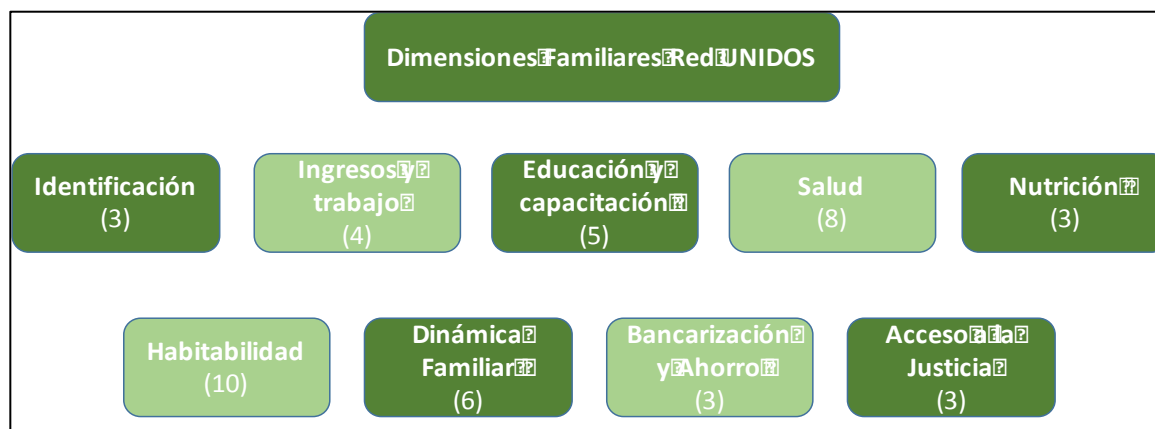 Dimensiones Familiares Red UNIDOS
Identificación
(3)
Ingresos y
trabajo
(4)
Educación y
capacitación
(5)
Salud
(8)
Nutrición
(3)
Habitabilidad
(10)
Dinámica
Familiar
(6)
Bancarización
y Ahorro
(3)
Acceso a la
Justicia
(3)